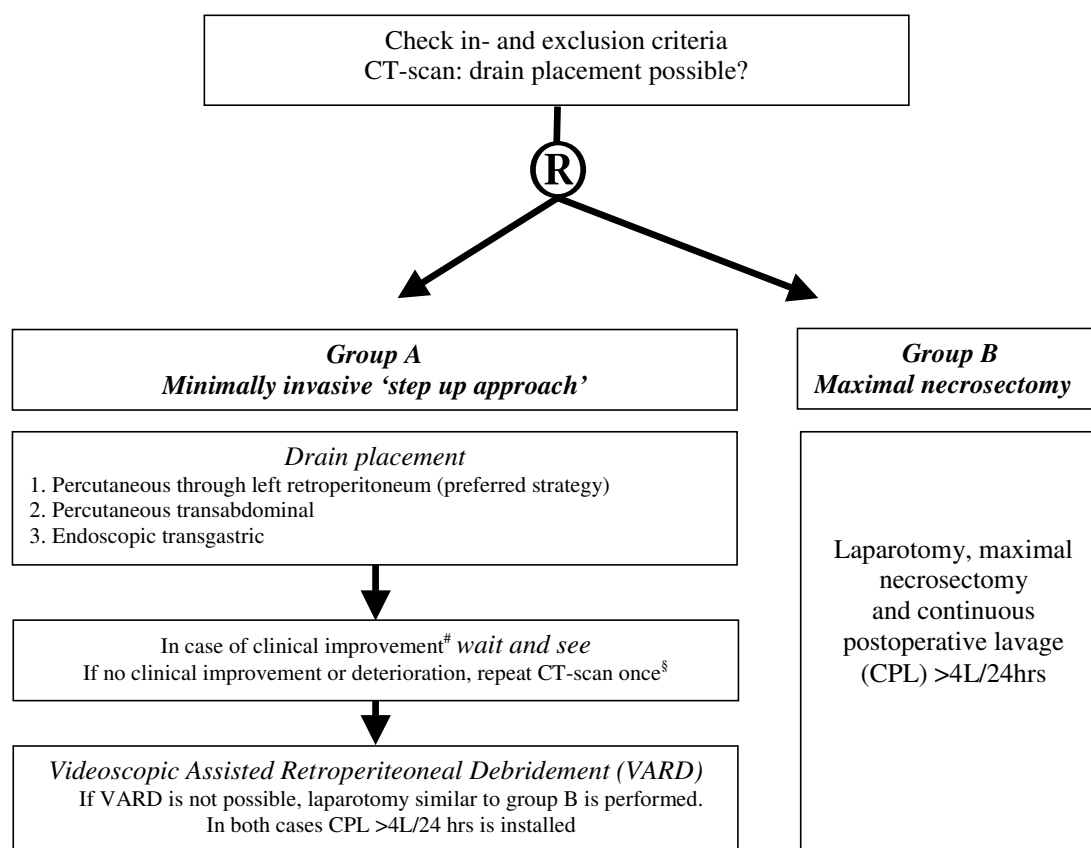 Check in- and exclusion criteria
CT-scan: drain placement possible?
R
Group A
Minimally invasive ‘step up approach’
Drain placement
1. Percutaneous through left retroperitoneum (preferred strategy)
2. Percutaneous transabdominal
3. Endoscopic transgastric
In case of clinical improvement# wait and see
If no clinical improvement or deterioration, repeat CT-scan once§
Videoscopic Assisted Retroperiteoneal Debridement (VARD)
If VARD is not possible, laparotomy similar to group B is performed.
In both cases CPL >4L/24 hrs is installed
Group B
Maximal necrosectomy
Laparotomy, maximal
necrosectomy
and continuous
postoperative lavage
(CPL) >4L/24hrs